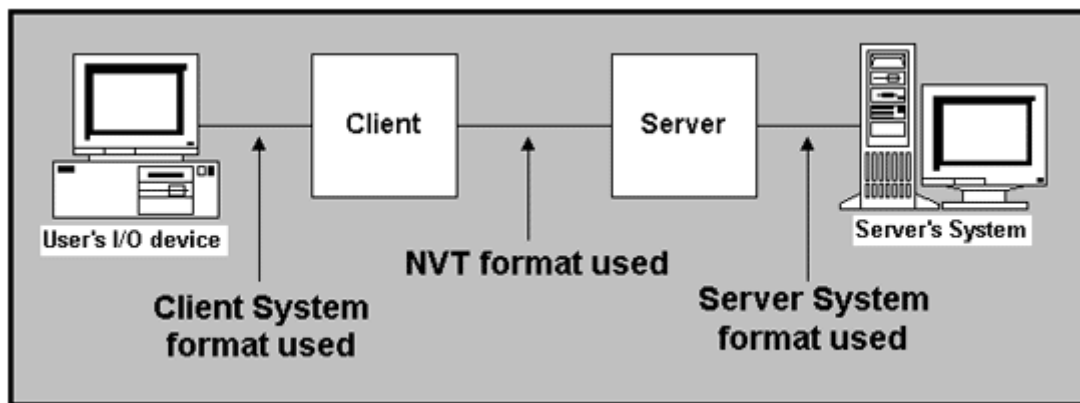 Client
Server
User's I/O device
Server's System
NVT format used
Client System
format used
Server System
format used